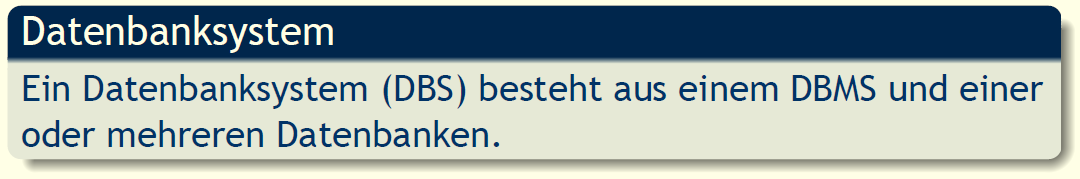 Datenbanksystem
Ein Datenbanksystem (DBS) besteht aus einem DBMS und einer
oder mehreren Datenbanken.